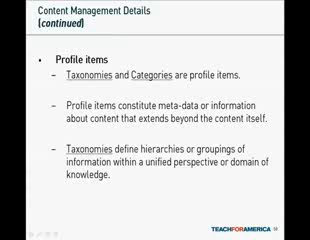 Content Management Details
(continued)
• Profile items
– Taxonomies and Categories are profile items.
– Profile items constitute meta-data or information
about content that extends beyond the content itself.
– Taxonomies define hierarchies or groupings of
information within a unified perspective or domain of
knowledge.
TEACHFORAMERICA